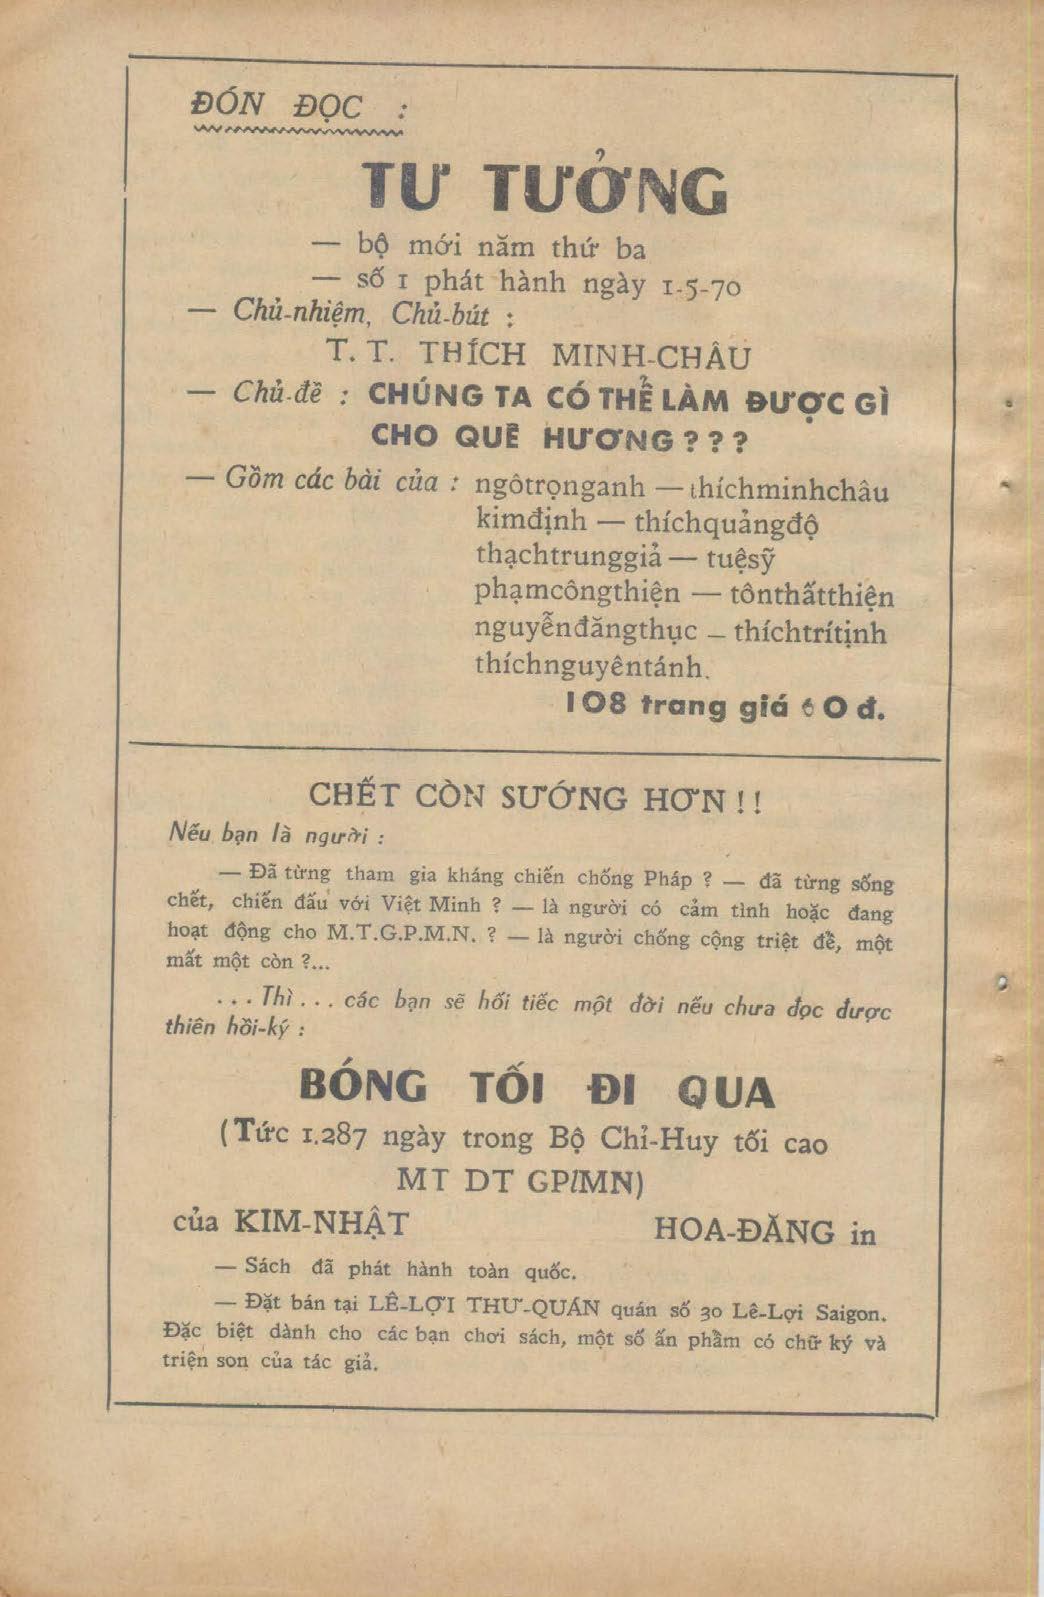 ĐÓN ĐỌC :
TƯ TƯỞNG
— bộ mới năm thứ ba
— số 1 phát hành ngày 1-5-70
— Chủ-nhiệm, Chủ-bút :
T. T. THÍCH MINH-CHÂU
— Chủ-đề : CHÚNG TA CÓ THỂ LÀM ĐƯỢC GÌ
CHO QUÊ HƯƠNG ???
— Gồm các bài của : ngôtrọnganh — thíchminhchâu
kimđịnh — thíchquảngđộ
thạchtrunggiả — tuệsỹ
phạmcôngthiện — tônthấtthiện
nguyễnđăngthục — thíchtrítịnh
thíchnguyêntánh.
108 trang giá 60 đ.
CHẾT CÒN SƯỚNG HƠN ! !
Nếu bạn là người :
— Đã từng tham gia kháng chiến chống Pháp ? — đã từng sống
chết, chiến đấu với Việt Minh ? — là người có cảm tình hoặc đang
hoạt động cho M.T.G.P.M.N. ? — là người chống cộng triệt đề, một
mất một còn ?...
. . . Thì . . . các bạn sẽ hối tiếc một đời nếu chưa đọc được
thiên hồi-ký :
BÓNG TỐI ĐI QUA
(Tức 1.287 ngày trong Bộ Chỉ-Huy tối cao
MT DT GP/MN)
của KIM-NHẬT HOA-ĐĂNG in
— Sách đã phát hành toàn quốc.
— Đặt bán tại LÊ-LỢI THƯ-QUÁN quán số 30 Lê-Lợi Saigon.
Đặc biệt dành cho các bạn chơi sách, một số ấn phầm có chữ ký và
triện son của tác giả.